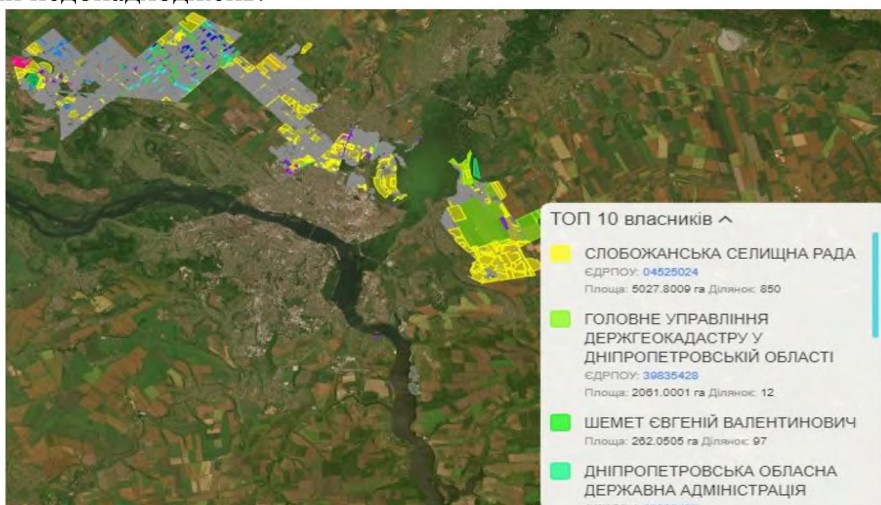 ТОП 10 власників
СЛОБОЖАНСЬКА СЕЛИЩНА РАДА
ЄДРПОУ: 04525024
Площа: 5027.8009 га Ділянок: 850
ГОЛОВНЕ УПРАВЛІННЯ
ДЕРЖГЕОКАДАСТРУ У
ДНІПРОПЕТРОВСЬКІЙ ОБЛАСТІ
ЄДРПОУ: 39835428
Площа: 2061.0001 га Ділянок: 12
ШЕМЕТ ЄВГЕНІЙ ВАЛЕНТИНОВИЧ
Площа: 262.0505 га Ділянок: 97
ДНІПРОПЕТРОВСЬКА ОБЛАСНА
ДЕРЖАВНА АДМІНІСТРАЦІЯ